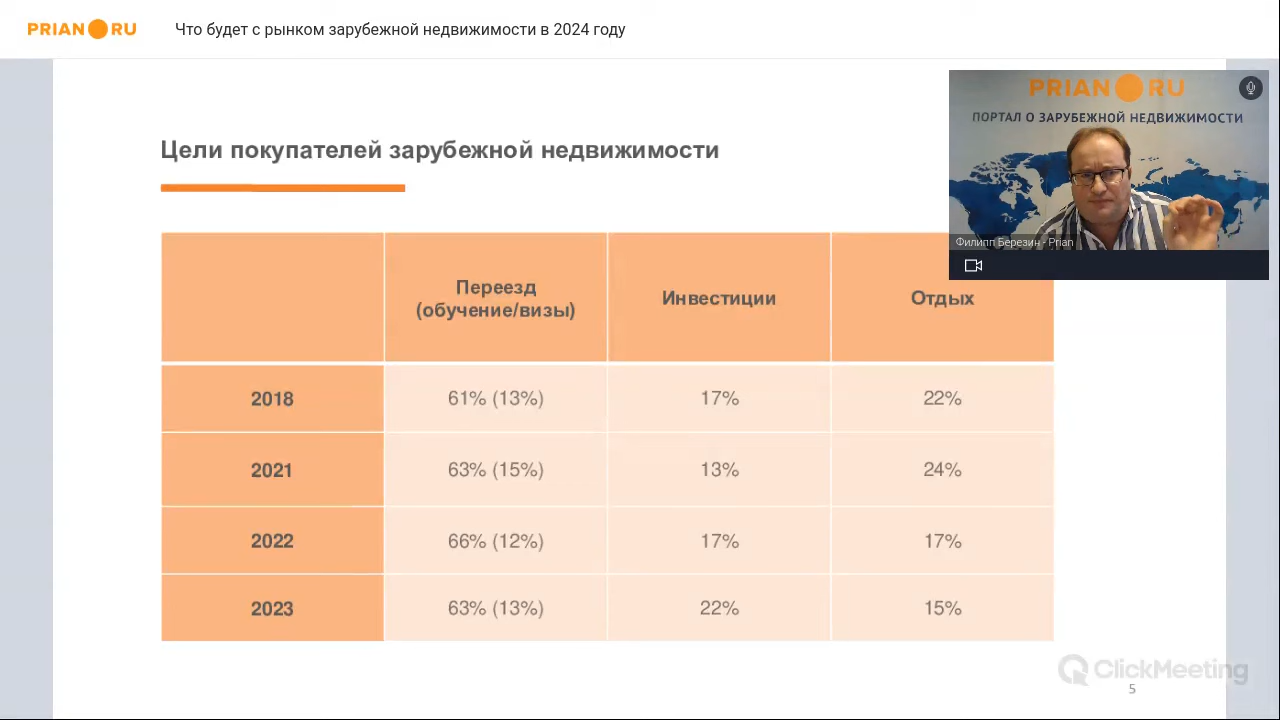 PRIAN RU
Что будет с рынком зарубежной недвижимости в 2024 году
PRIAN RU
ПОРТАЛ О ЗАРУБЕЖНОЙ НЕДВИЖИМОСТИ
Филипп Березин - Prian
Цели покупателей зарубежной недвижимости
Переезд
(обучение/визы)
Инвестиции
Отдых
2018
61% (13%)
17%
22%
2021
63% (15%)
13%
24%
2022
66% (12%)
17%
17%
2023
63% (13%)
22%
15%
ClickMeeting
5